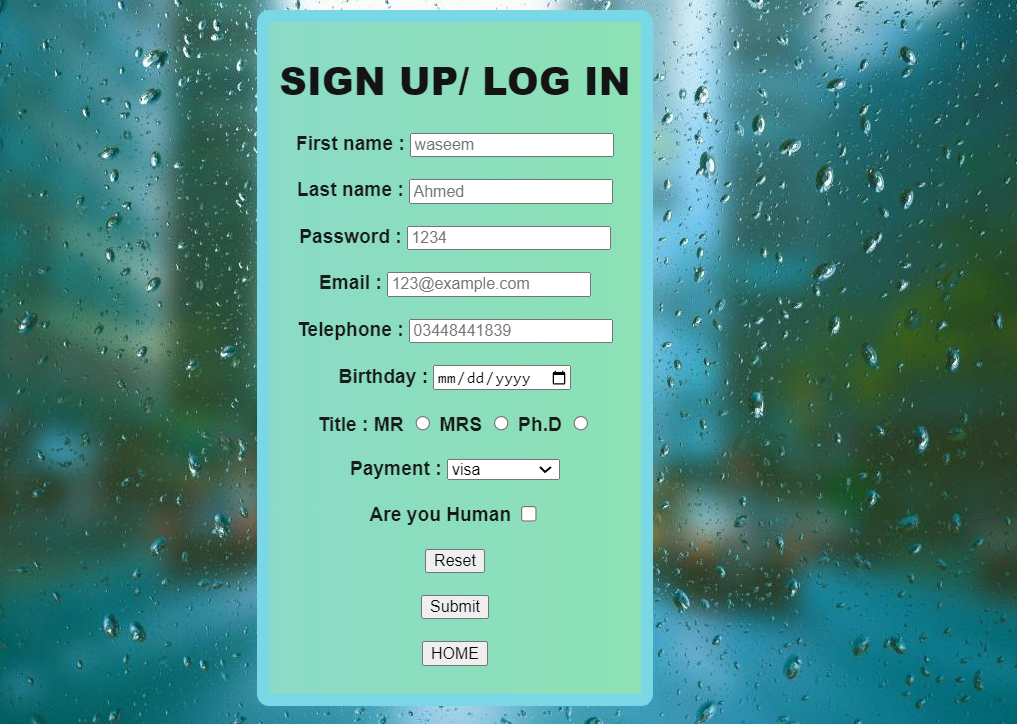 SIGN UP/ LOG IN
First name : waseem
Last name : Ahmed
Password : 1234
Email : 123@example.com
Telephone : 03448441839
Birthday : mm/dd/yyyy
Title : MR MRS Ph.D
Payment : visa
Are you Human
Reset
Submit
HOME